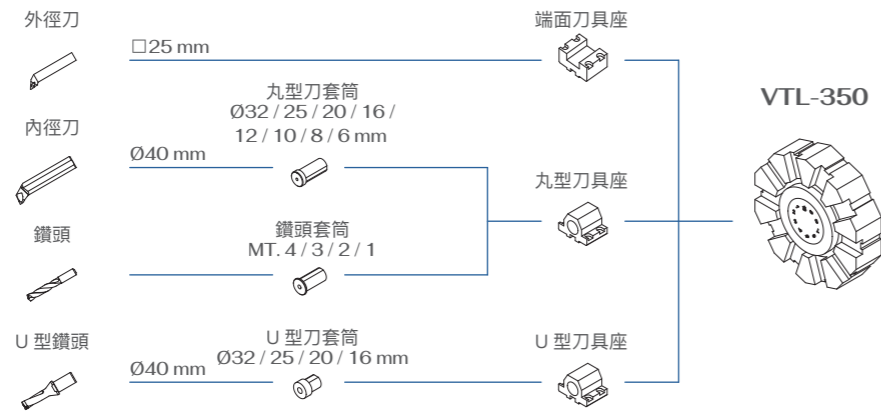 外徑刀
端面刀具座
□25 mm
VTL-350
丸型刀套筒
Ø32 / 25 / 20 / 16 /
12 / 10 / 8 / 6 mm
內徑刀
Ø40 mm
丸型刀具座
鑽頭
鑽頭套筒
MT. 4 / 3 / 2 / 1
U 型鑽頭
U 型刀套筒
U 型刀具座
Ø40 mm
Ø32 / 25 / 20 / 16 mm